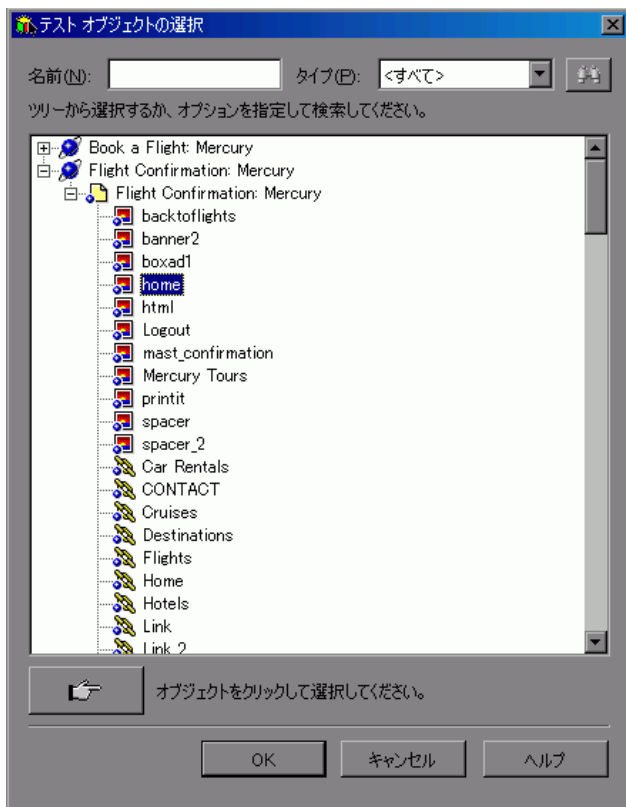 テスト オブジェクトの選択
名前(N): タイプ(P): <すべて>
ツリーから選択するか、オプションを指定して検索してください。
Book a Flight: Mercury
Flight Confirmation: Mercury
Flight Confirmation: Mercury
backtoflights
banner2
boxad1
home
html
Logout
mast_confirmation
Mercury Tours
printit
spacer
spacer_2
Car Rentals
CONTACT
Cruises
Destinations
Flights
Home
Hotels
Link
Link 2
オブジェクトをクリックして選択してください。
OK キャンセル ヘルプ